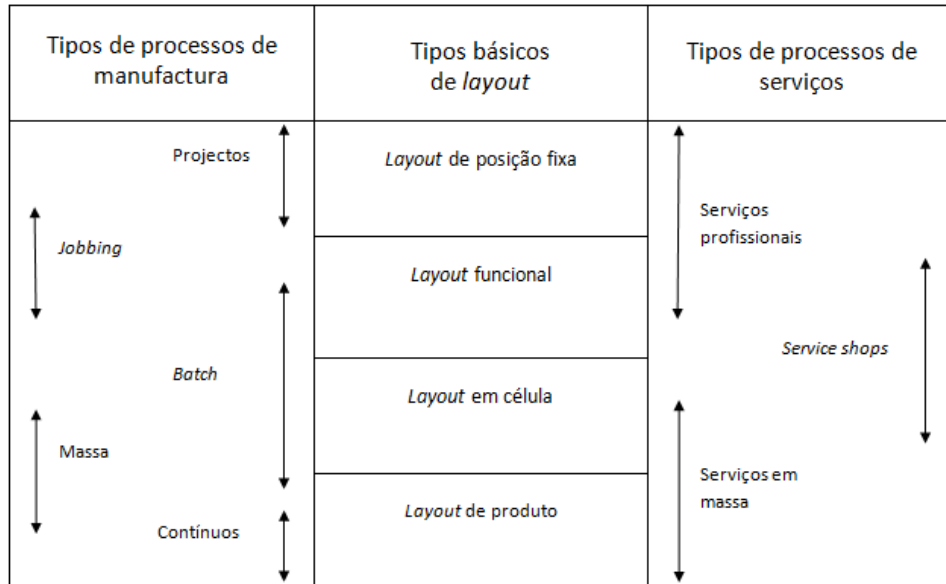 Tipos de processos de
manufactura
Tipos básicos
de layout
Tipos de processos de
serviços
Projectos
Layout de posição fixa
Serviços
profissionais
Jobbing
Layout funcional
Service shops
Batch
Layout em célula
Massa
Serviços em
massa
Layout de produto
Contínuos